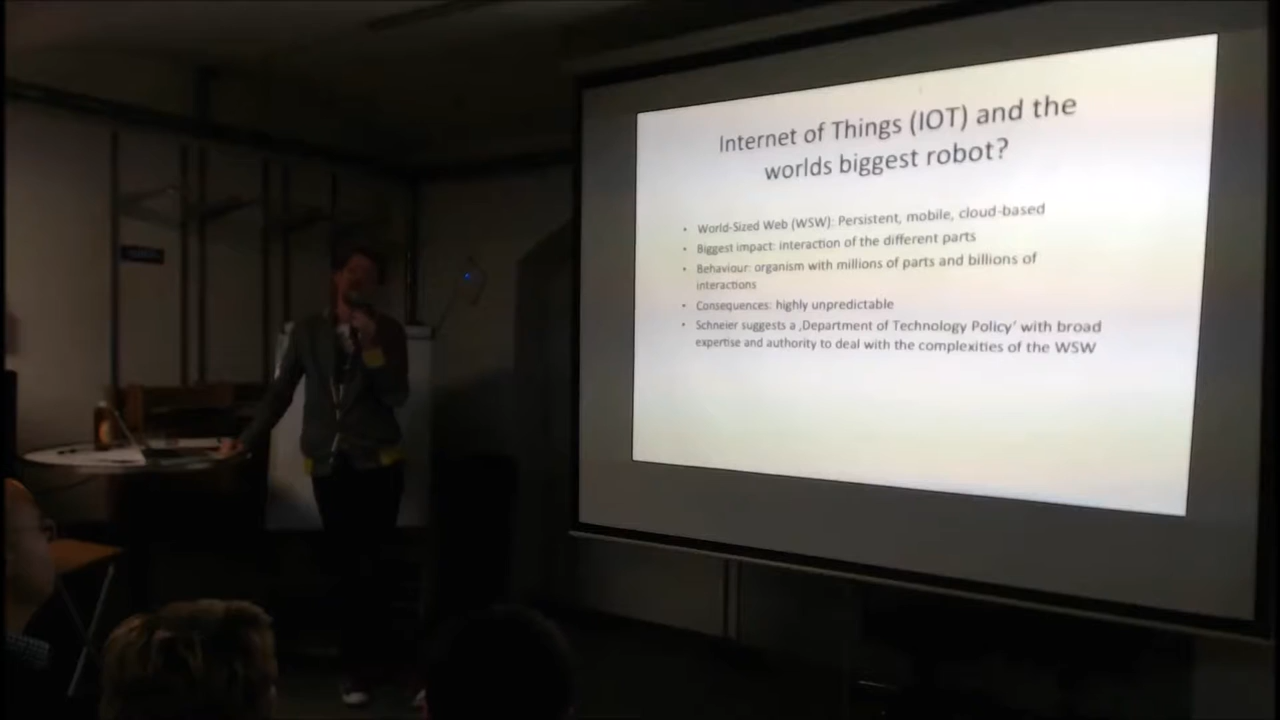 Internet of Things (IOT) and the
worlds biggest robot?
• World-Sized Web (WSW): Persistent, mobile, cloud-based
• Biggest impact: interaction of the different parts
• Behaviour: organism with millions of parts and billions of
interactions
• Consequences: highly unpredictable
• Schneier suggests a ‚Department of Technology Policy‘ with broad
expertise and authority to deal with the complexities of the WSW